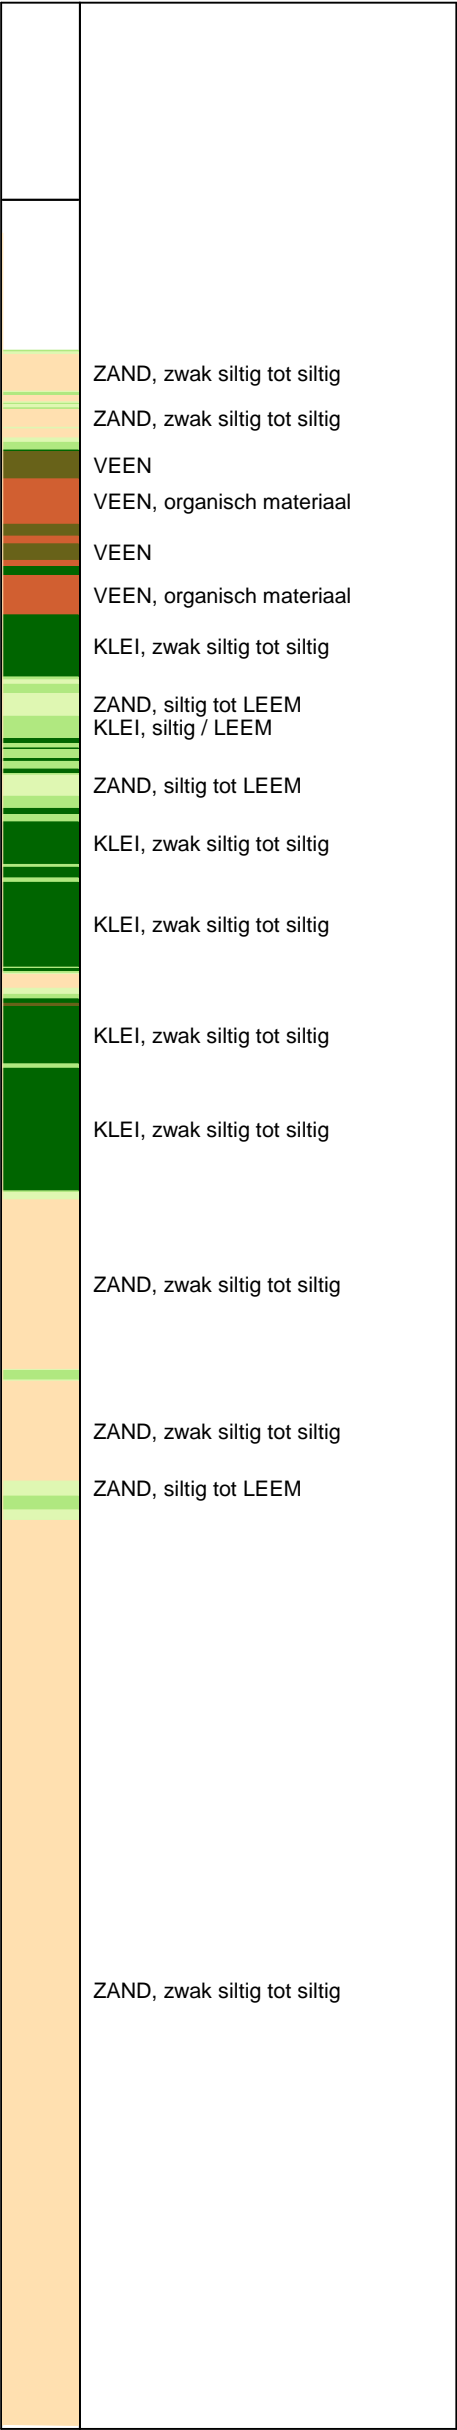 ZAND, zwak siltig tot siltig
ZAND, zwak siltig tot siltig
VEEN
VEEN, organisch materiaal
VEEN
VEEN, organisch materiaal
KLEI, zwak siltig tot siltig
ZAND, siltig tot LEEM
KLEI, siltig / LEEM
ZAND, siltig tot LEEM
KLEI, zwak siltig tot siltig
KLEI, zwak siltig tot siltig
KLEI, zwak siltig tot siltig
KLEI, zwak siltig tot siltig
ZAND, zwak siltig tot siltig
ZAND, zwak siltig tot siltig
ZAND, siltig tot LEEM
ZAND, zwak siltig tot siltig